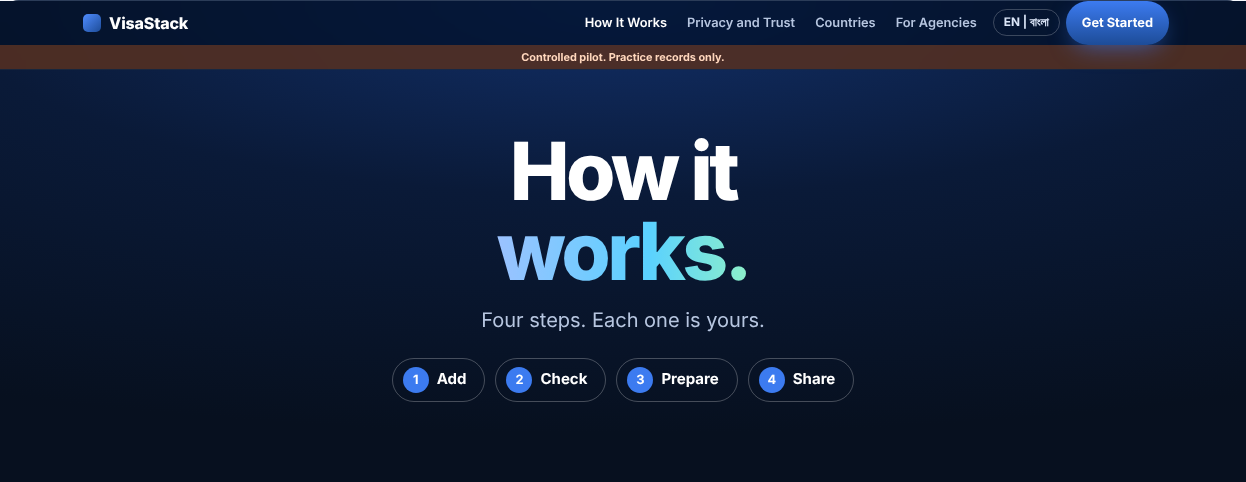 VisaStack
How It Works
Privacy and Trust
Countries
For Agencies
EN | বাংলা
Get Started
Controlled pilot. Practice records only.
How it
works.
Four steps. Each one is yours.
1 Add
2 Check
3 Prepare
4 Share